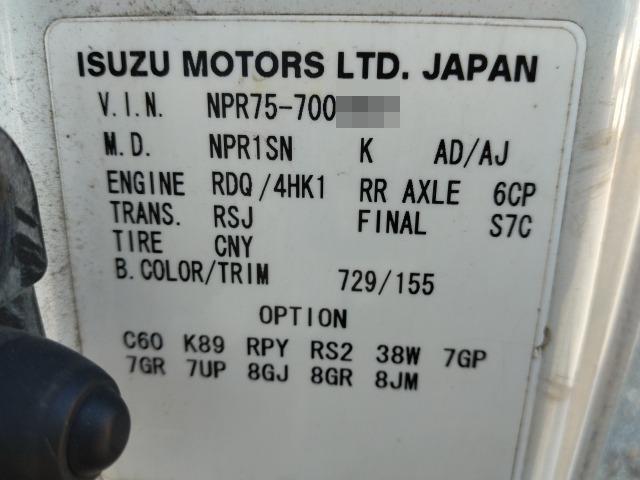 ISUZU MOTORS LTD. JAPAN
V.I.N. NPR75-700
M.D. NPR1SN K AD/AJ
ENGINE RDQ/4HK1 RR AXLE 6CP
TRANS. RSJ FINAL S7C
TIRE CNY
B.COLOR/TRIM 729/155
OPTION
C60 K89 RPY RS2 38W 7GP
7GR 7UP 8GJ 8GR 8JM